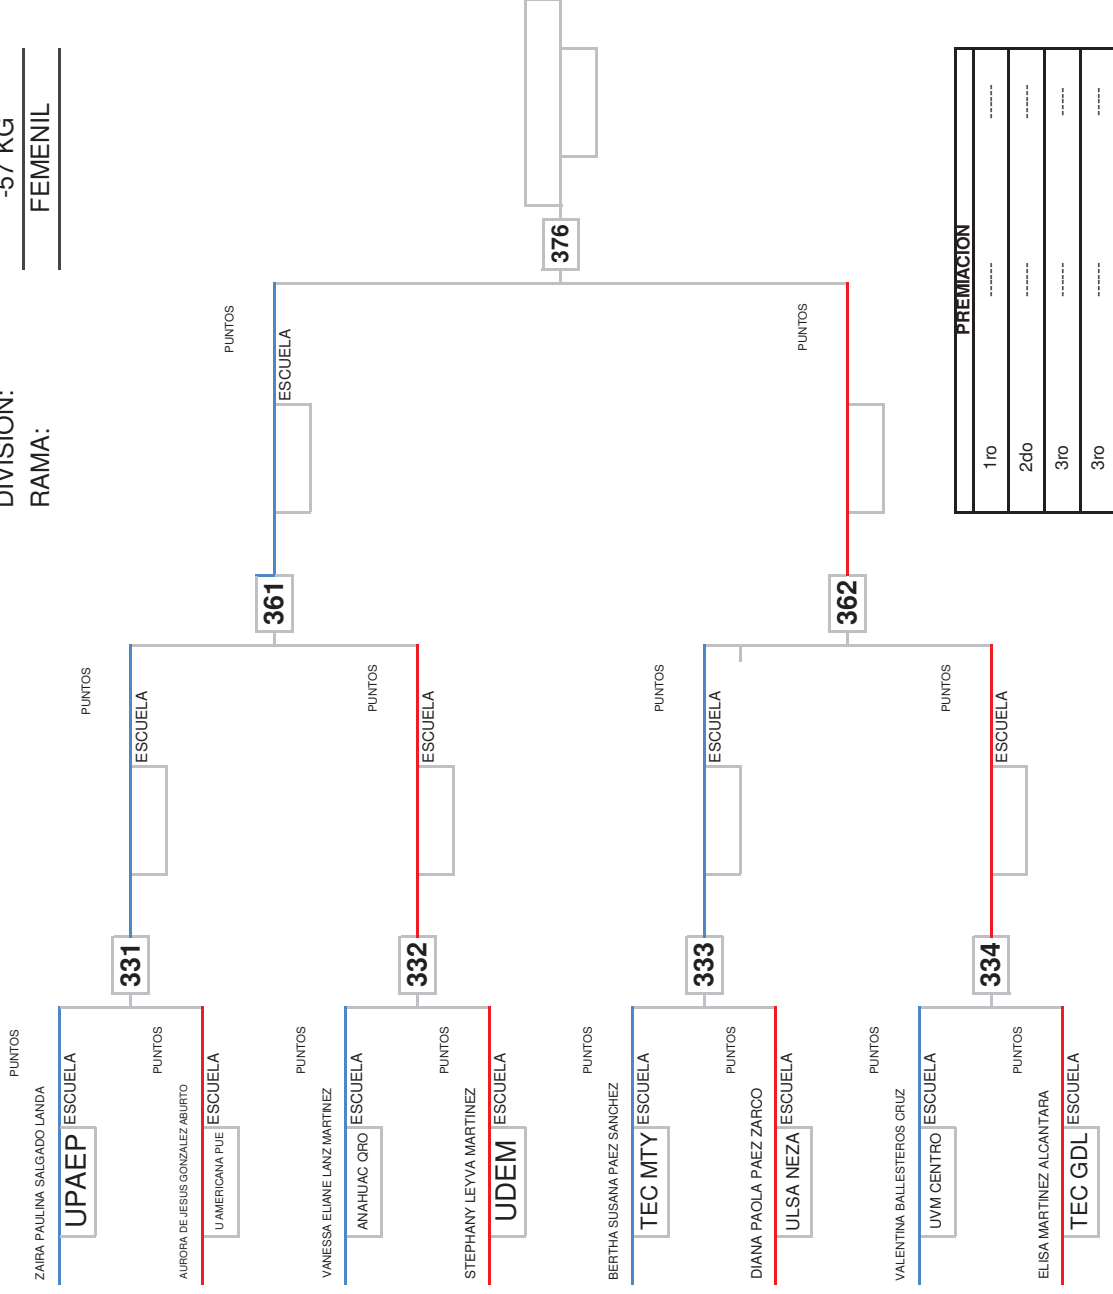 DIVISION:
-57 KG
RAMA:
FEMENIL
PUNTOS
ZAIRA PAULINA SALGADO LANDA
UPAEP ESCUELA
331
PUNTOS
AURORA DE JESUS GONZALEZ ABURTO
U AMERICANA PUE ESCUELA
PUNTOS
ESCUELA
361
PUNTOS
VANESSA ELIANE LANZ MARTINEZ
ANAHUAC QRO ESCUELA
332
PUNTOS
STEPHANY LEYVA MARTINEZ
UDEM ESCUELA
PUNTOS
ESCUELA
PUNTOS
ESCUELA
376
PUNTOS
BERTHA SUSANA PAEZ SANCHEZ
TEC MTY ESCUELA
333
PUNTOS
DIANA PAOLA PAEZ ZARCO
ULSA NEZA ESCUELA
PUNTOS
ESCUELA
362
PUNTOS
VALENTINA BALLESTEROS CRUZ
UVM CENTRO ESCUELA
334
PUNTOS
ELISA MARTINEZ ALCANTARA
TEC GDL ESCUELA
PUNTOS
ESCUELA
PUNTOS
PREMIACION
1ro ------ ------
2do ------ ------
3ro ----- -----
3ro ------ -----